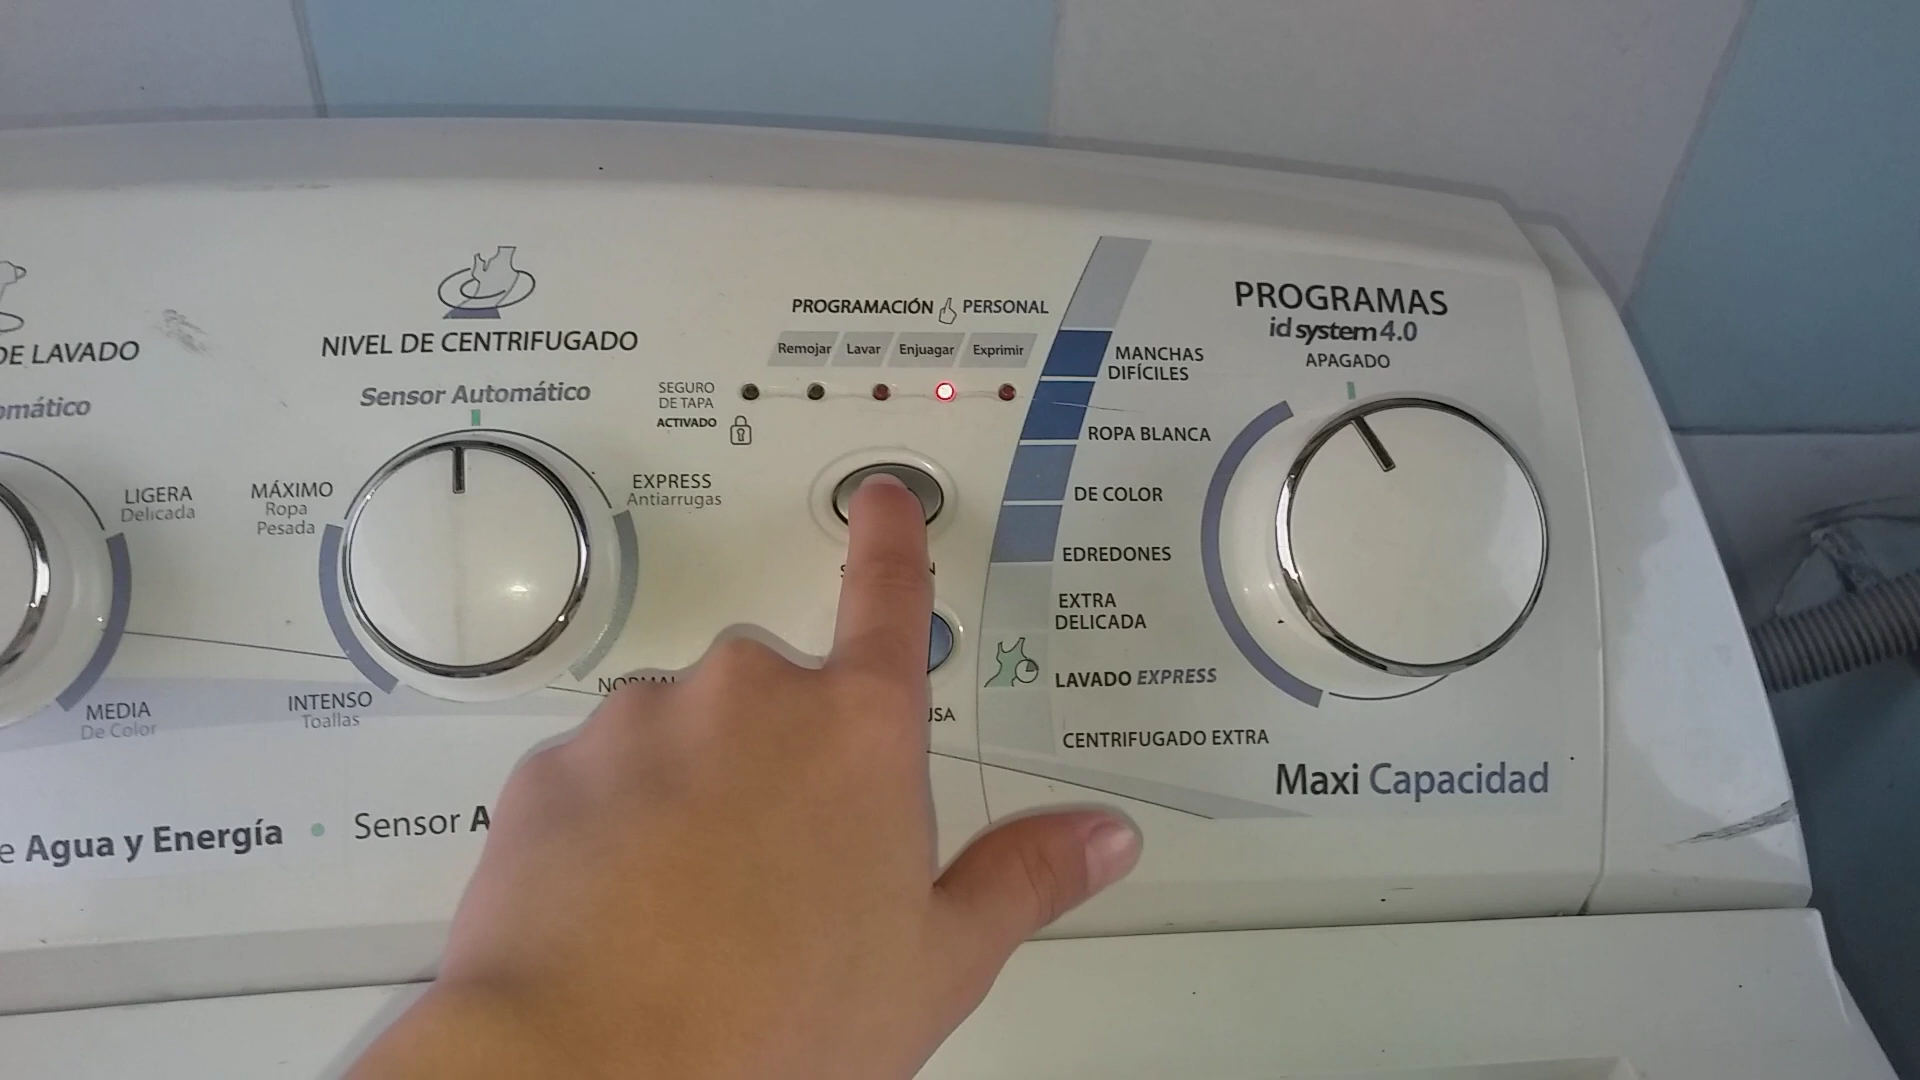 DE LAVADO
omático
LIGERA
Delicada
MEDIA
De Color
NIVEL DE CENTRIFUGADO
Sensor Automático
MÁXIMO
Ropa
Pesada
EXPRESS
Antiarrugas
INTENSO
Toallas
NORMAL
PROGRAMACIÓN PERSONAL
Remojar Lavar Enjuagar Exprimir
SEGURO
DE TAPA
ACTIVADO
USA
MANCHAS
DIFÍCILES
ROPA BLANCA
DE COLOR
EDREDONES
EXTRA
DELICADA
LAVADO EXPRESS
CENTRIFUGADO EXTRA
PROGRAMAS
id system 4.0
APAGADO
Maxi Capacidad
e Agua y Energía • Sensor A